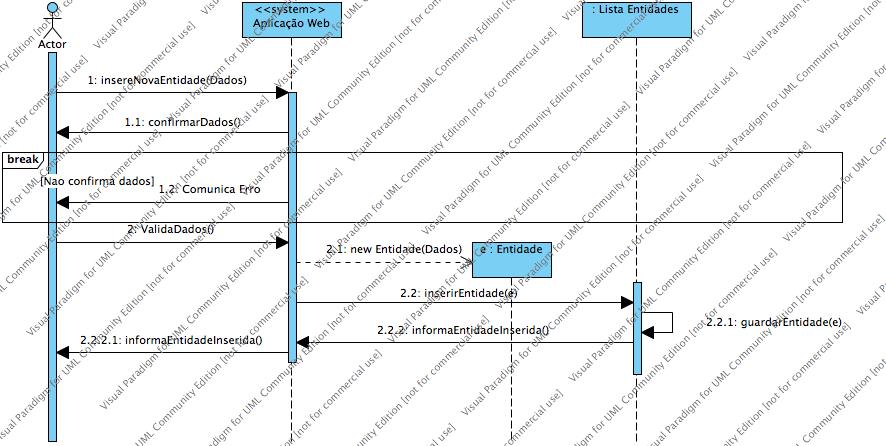 <<system>>
Aplicação Web
: Lista Entidades
Actor
1: insereNovaEntidade(Dados)
1.1: confirmarDados()
break
[Nao confirma dados]
1.2: Comunica Erro
2: ValidaDados()
2.1: new Entidade(Dados)
e : Entidade
2.2: inserirEntidade(e)
2.2.1: guardarEntidade(e)
2.2.2: informaEntidadeInserida()
2.2.2.1: informaEntidadeInserida()
Visual Paradigm for UML Community Edition [not for commercial use]